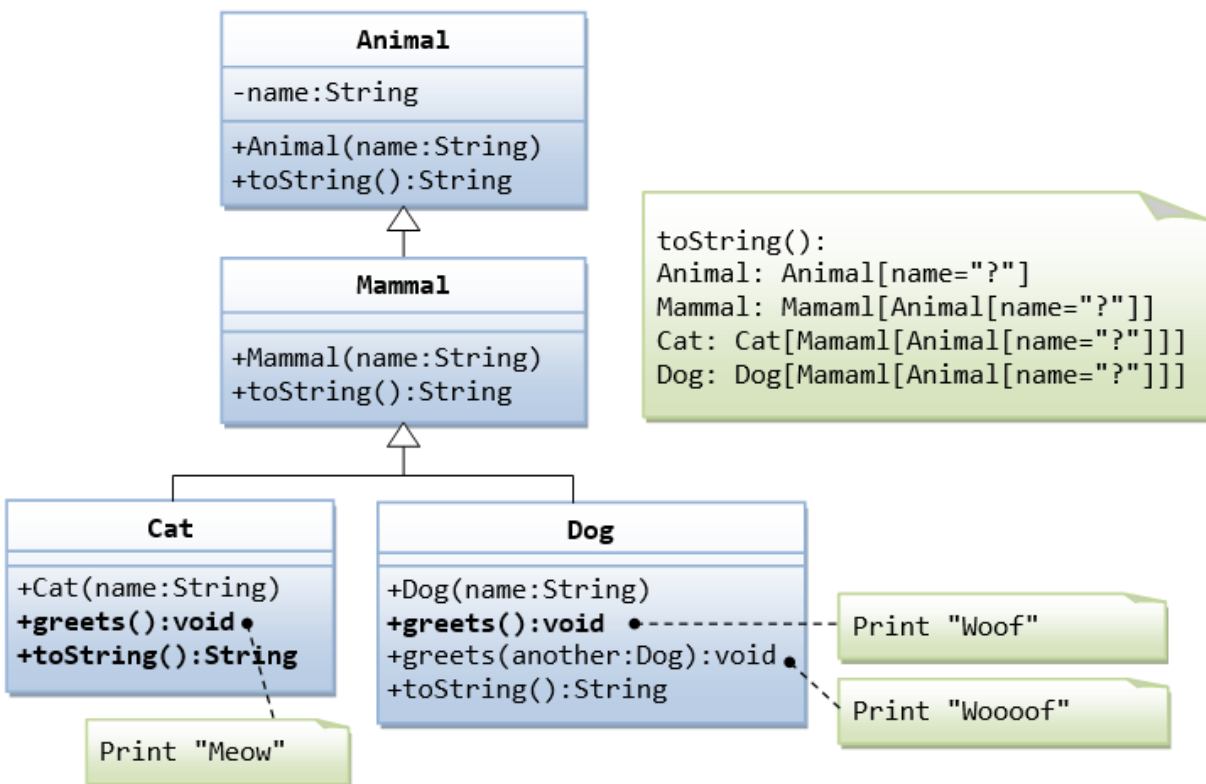 Animal
-name:String
+Animal(name:String)
+toString():String
toString():
Animal: Animal[name="?"]
Mammal: Mamaml[Animal[name="?"]]
Cat: Cat[Mamaml[Animal[name="?"]]]
Dog: Dog[Mamaml[Animal[name="?"]]]
Mammal
+Mammal(name:String)
+toString():String
Cat
+Cat(name:String)
+greets():void
+toString():String
Print "Meow"
Dog
+Dog(name:String)
+greets():void
+greets(another:Dog):void
+toString():String
Print "Woof"
Print "Woooof"